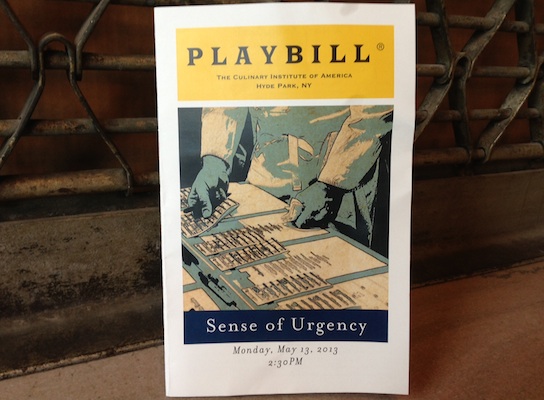 PLAYBILL®
The Culinary Institute of America
Hyde Park, NY
Sense of Urgency
Monday, May 13, 2013
2:30PM